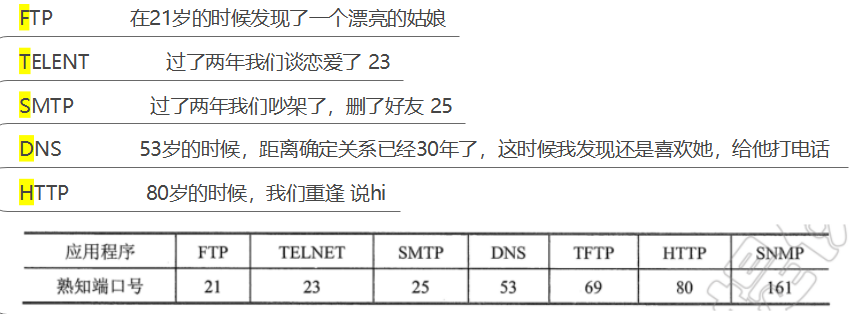 FTP 在21岁的时候发现了一个漂亮的姑娘
TELENT 过了两年我们谈恋爱了 23
SMTP 过了两年我们吵架了，删了好友 25
DNS 53岁的时候，距离确定关系已经30年了，这时候我发现还是喜欢她，给他打电话
HTTP 80岁的时候，我们重逢 说hi
应用程序 FTP TELNET SMTP DNS TFTP HTTP SNMP
熟知端口号 21 23 25 53 69 80 161